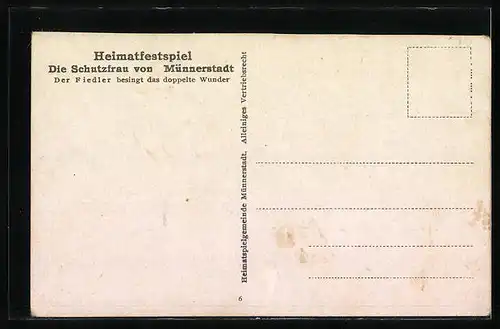 Heimatfestspiel
Die Schutzfrau von Münnerstadt
Der Fiedler besingt das doppelte Wunder
Heimatspielgemeinde Münnerstadt, Alleiniges Vertriebsrecht
6